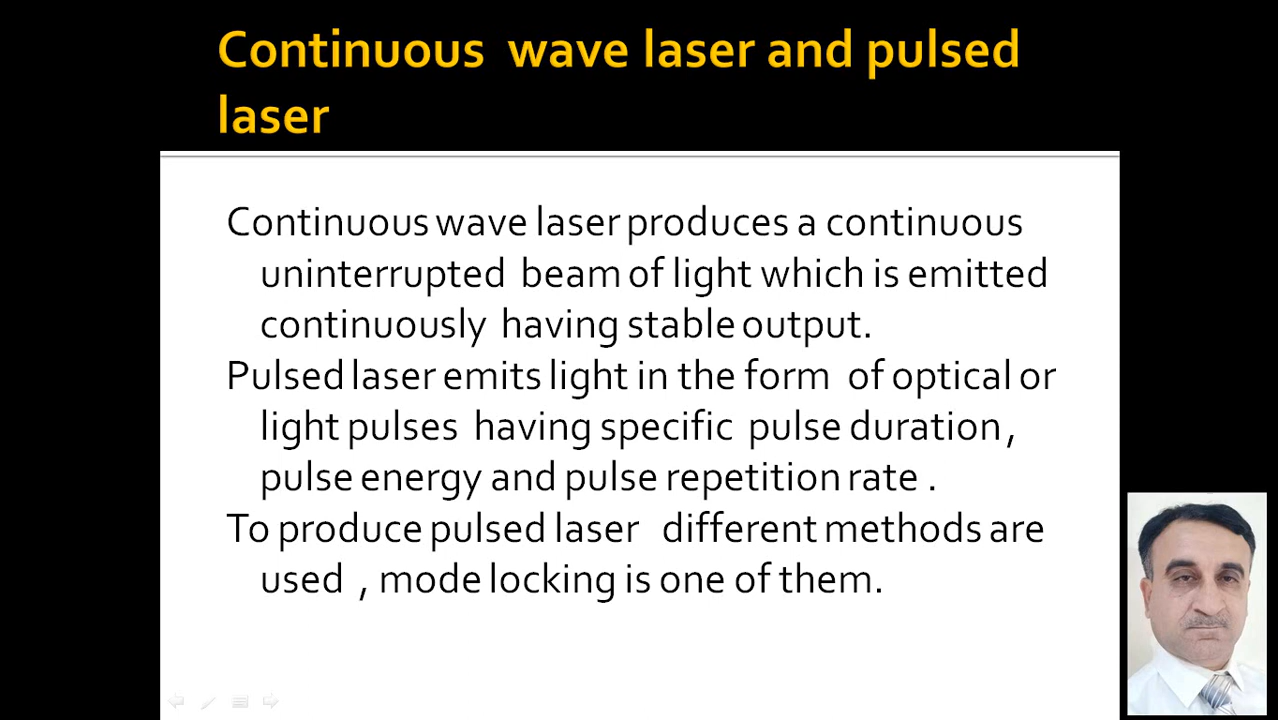 Continuous wave laser and pulsed
laser
Continuous wave laser produces a continuous
uninterrupted beam of light which is emitted
continuously having stable output.
Pulsed laser emits light in the form of optical or
light pulses having specific pulse duration,
pulse energy and pulse repetition rate .
To produce pulsed laser different methods are
used , mode locking is one of them.